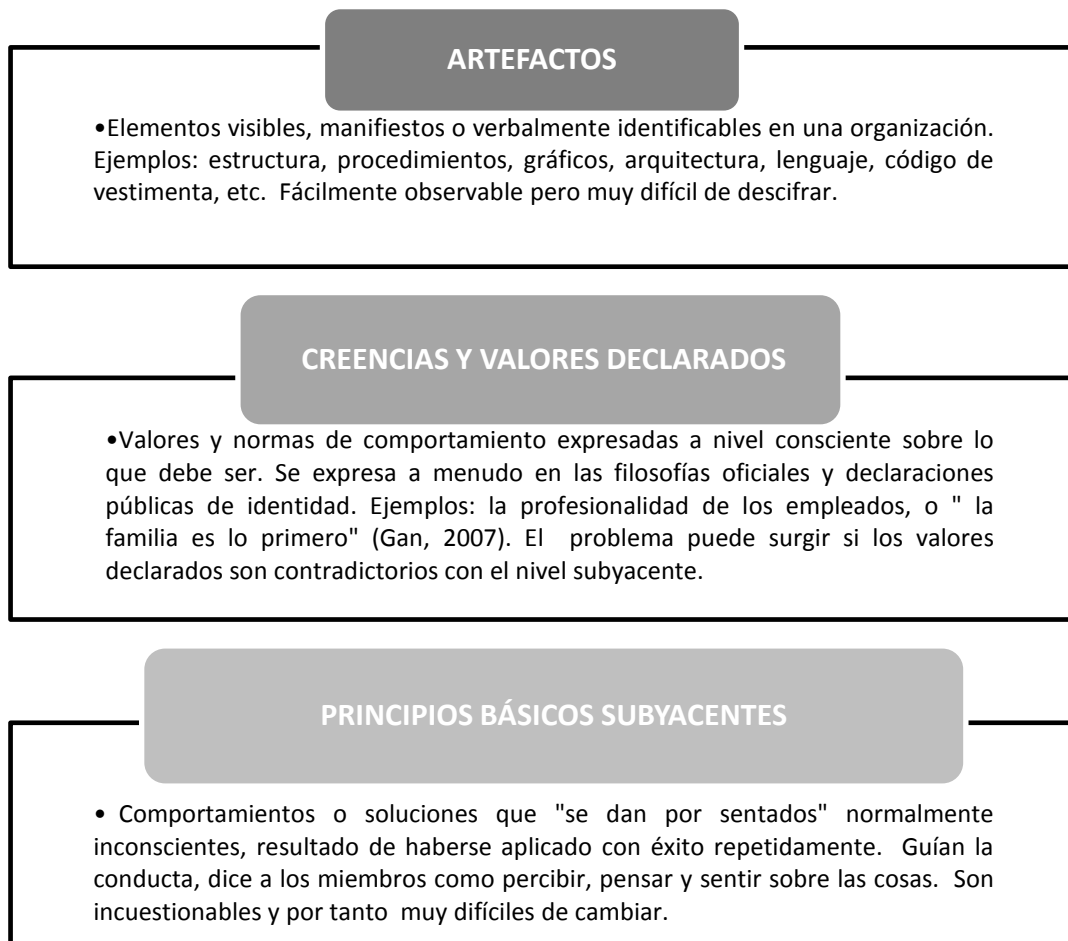 ARTEFACTOS
•Elementos visibles, manifiestos o verbalmente identificables en una organización.
Ejemplos: estructura, procedimientos, gráficos, arquitectura, lenguaje, código de
vestimenta, etc. Fácilmente observable pero muy difícil de descifrar.
CREENCIAS Y VALORES DECLARADOS
•Valores y normas de comportamiento expresadas a nivel consciente sobre lo
que debe ser. Se expresa a menudo en las filosofías oficiales y declaraciones
públicas de identidad. Ejemplos: la profesionalidad de los empleados, o " la
familia es lo primero" (Gan, 2007). El problema puede surgir si los valores
declarados son contradictorios con el nivel subyacente.
PRINCIPIOS BÁSICOS SUBYACENTES
• Comportamientos o soluciones que "se dan por sentados" normalmente
inconscientes, resultado de haberse aplicado con éxito repetidamente. Guían la
conducta, dice a los miembros como percibir, pensar y sentir sobre las cosas. Son
incuestionables y por tanto muy difíciles de cambiar.